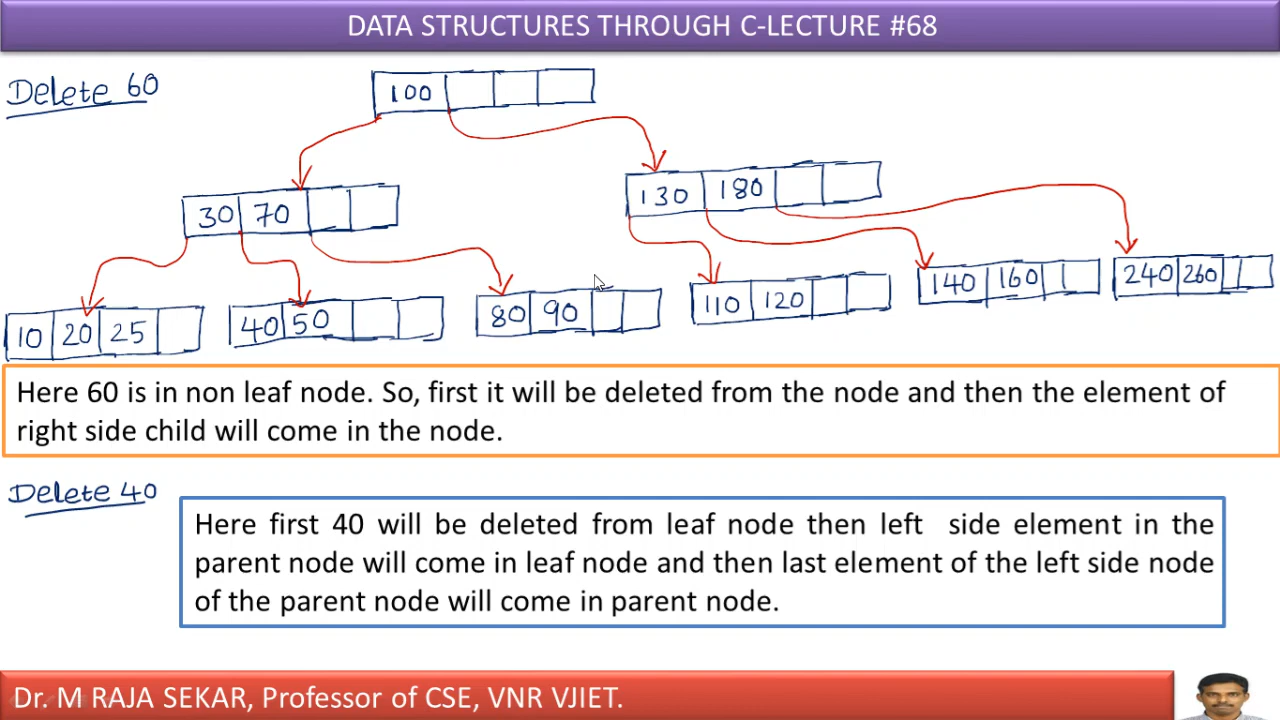 DATA STRUCTURES THROUGH C-LECTURE #68
Delete 60
100
30 70
130 180
10 20 25
40 50
80 90
110 120
140 160
240 260
Here 60 is in non leaf node. So, first it will be deleted from the node and then the element of
right side child will come in the node.
Delete 40
Here first 40 will be deleted from leaf node then left side element in the
parent node will come in leaf node and then last element of the left side node
of the parent node will come in parent node.
Dr. M RAJA SEKAR, Professor of CSE, VNR VJIET.